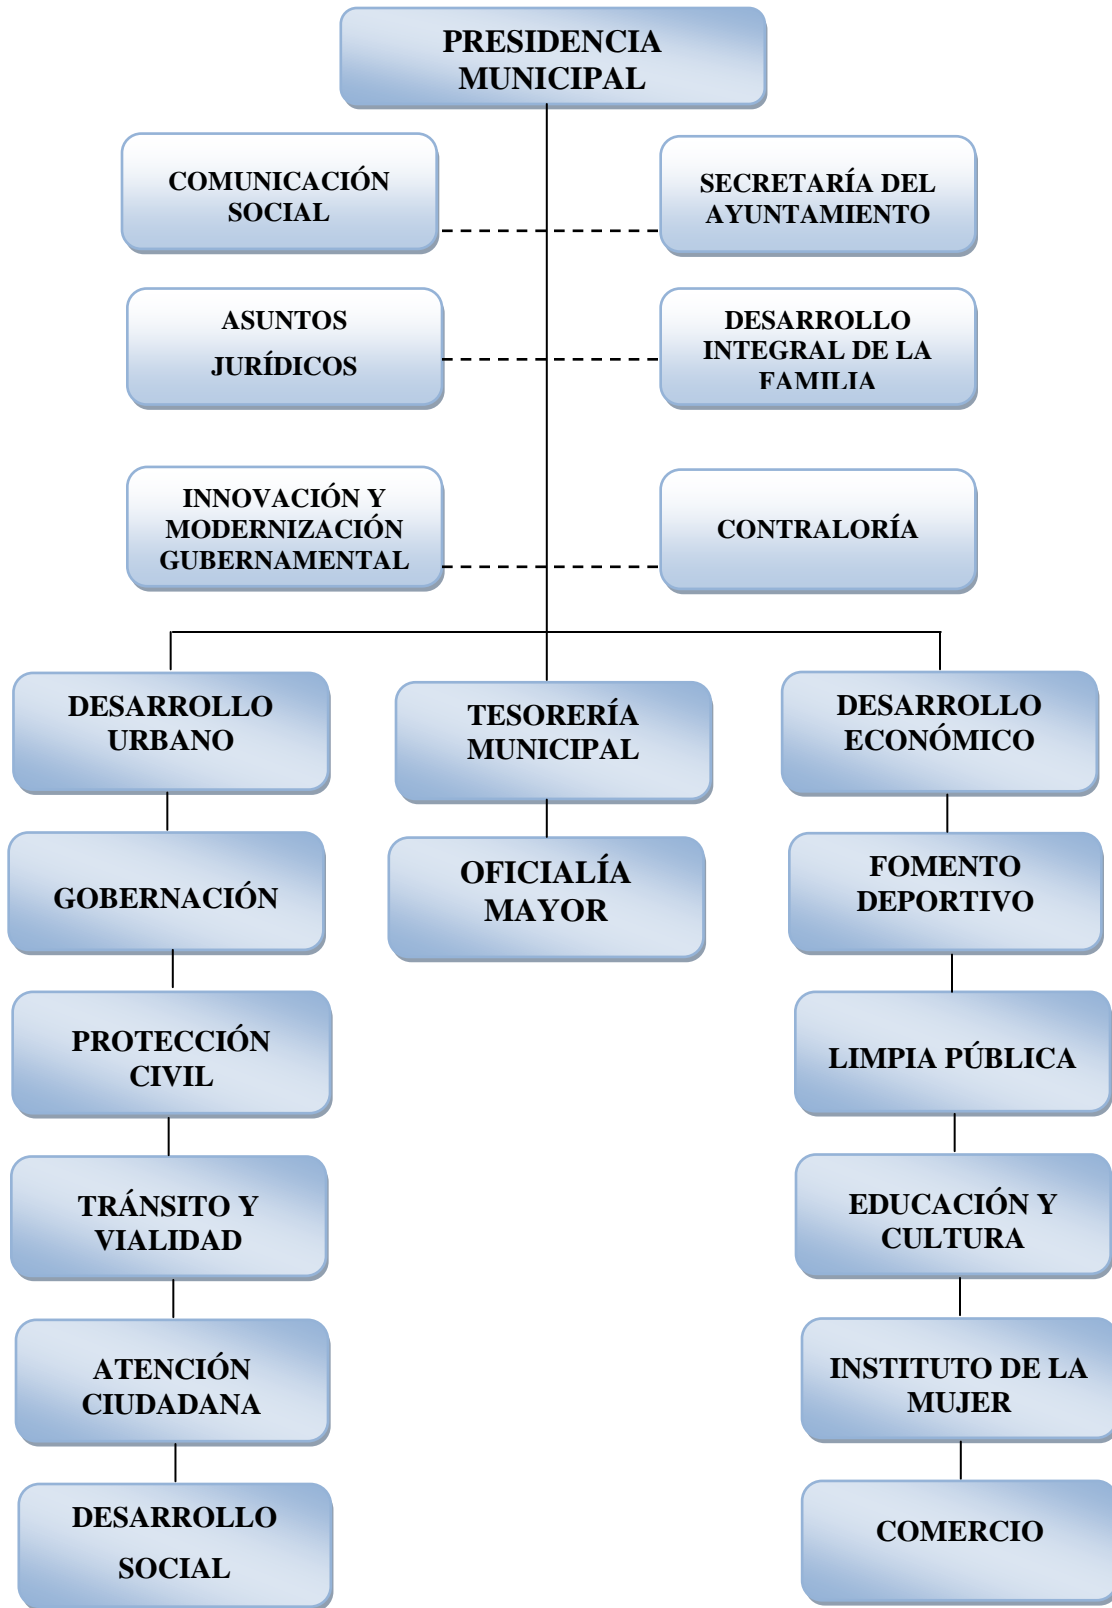 PRESIDENCIA
MUNICIPAL
COMUNICACIÓN
SOCIAL
SECRETARÍA DEL
AYUNTAMIENTO
ASUNTOS
JURÍDICOS
DESARROLLO
INTEGRAL DE LA
FAMILIA
INNOVACIÓN Y
MODERNIZACIÓN
GUBERNAMENTAL
CONTRALORÍA
DESARROLLO
URBANO
TESORERÍA
MUNICIPAL
DESARROLLO
ECONÓMICO
GOBERNACIÓN
OFICIALÍA
MAYOR
FOMENTO
DEPORTIVO
PROTECCIÓN
CIVIL
LIMPIA PÚBLICA
TRÁNSITO Y
VIALIDAD
EDUCACIÓN Y
CULTURA
ATENCIÓN
CIUDADANA
INSTITUTO DE LA
MUJER
DESARROLLO
SOCIAL
COMERCIO